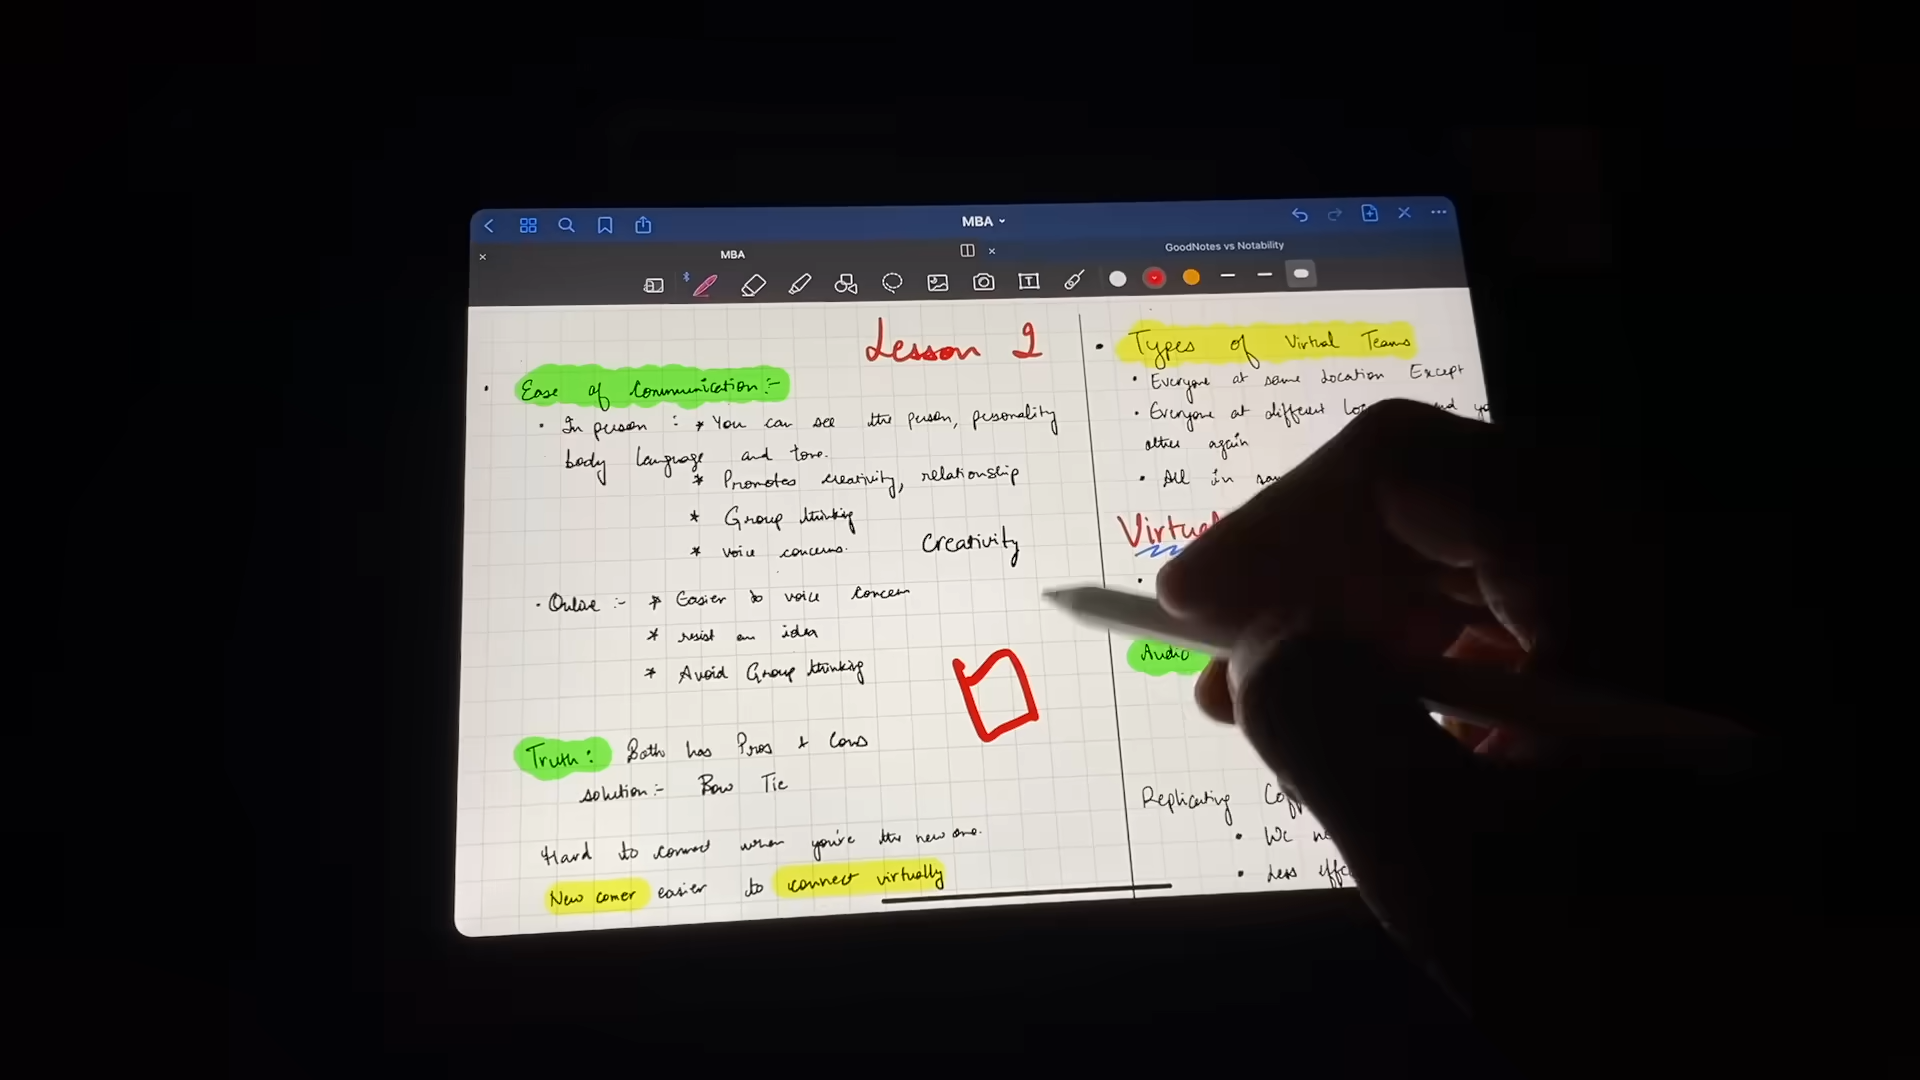 MBA
MBA
GoodNotes vs Notability
Lesson 2
Ease of Communication :-
In person : * You can see the person, personality
body language and tone.
* Promotes creativity, relationship
* Group thinking
* voice concerns.
Creativity
Online :- * Easier to voice concern
* resist an idea
* Avoid Group thinking
Truth : Both has Pros & Cons
solution :- Bow Tie
Hard to connect when you're the new one.
New comer easier to connect virtually
• Types of Virtual Teams
• Everyone at same Location Except
• Everyone at different
other again
• All in
Virtual
Audio
Replicating
• We
• Less